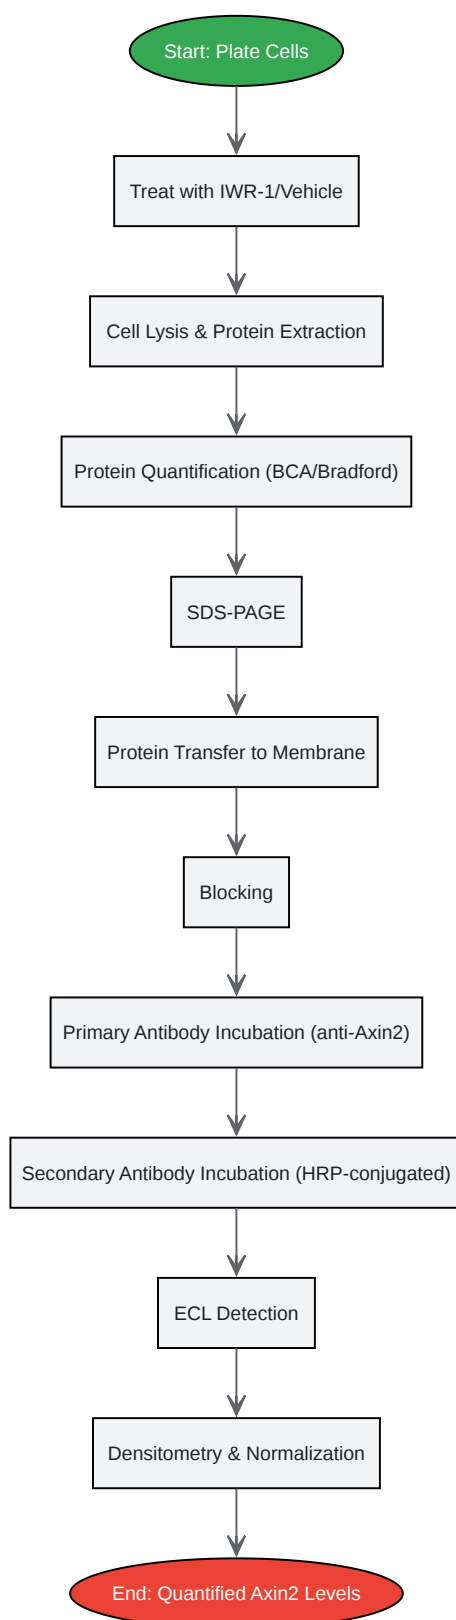 Start: Plate Cells
Treat with IWR-1/Vehicle
Cell Lysis & Protein Extraction
Protein Quantification (BCA/Bradford)
SDS-PAGE
Protein Transfer to Membrane
Blocking
Primary Antibody Incubation (anti-Axin2)
Secondary Antibody Incubation (HRP-conjugated)
ECL Detection
Densitometry & Normalization
End: Quantified Axin2 Levels